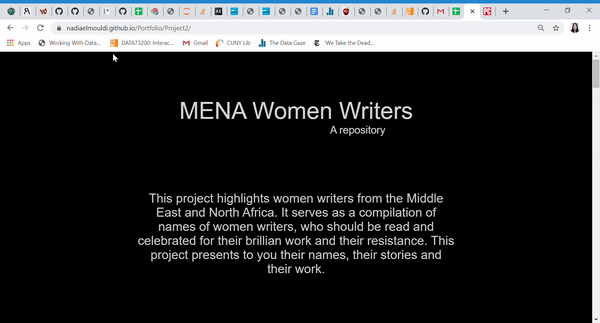 nadiaelmouldi.github.io/Portfolio/Project2/
Apps Working With Data... DATA73200: Interac... Gmail CUNY Lib The Data Gaze 'We Take the Dead...
MENA Women Writers
A repository
This project highlights women writers from the Middle
East and North Africa. It serves as a compilation of
names of women writers, who should be read and
celebrated for their brillian work and their resistance. This
project presents to you their names, their stories and
their work.